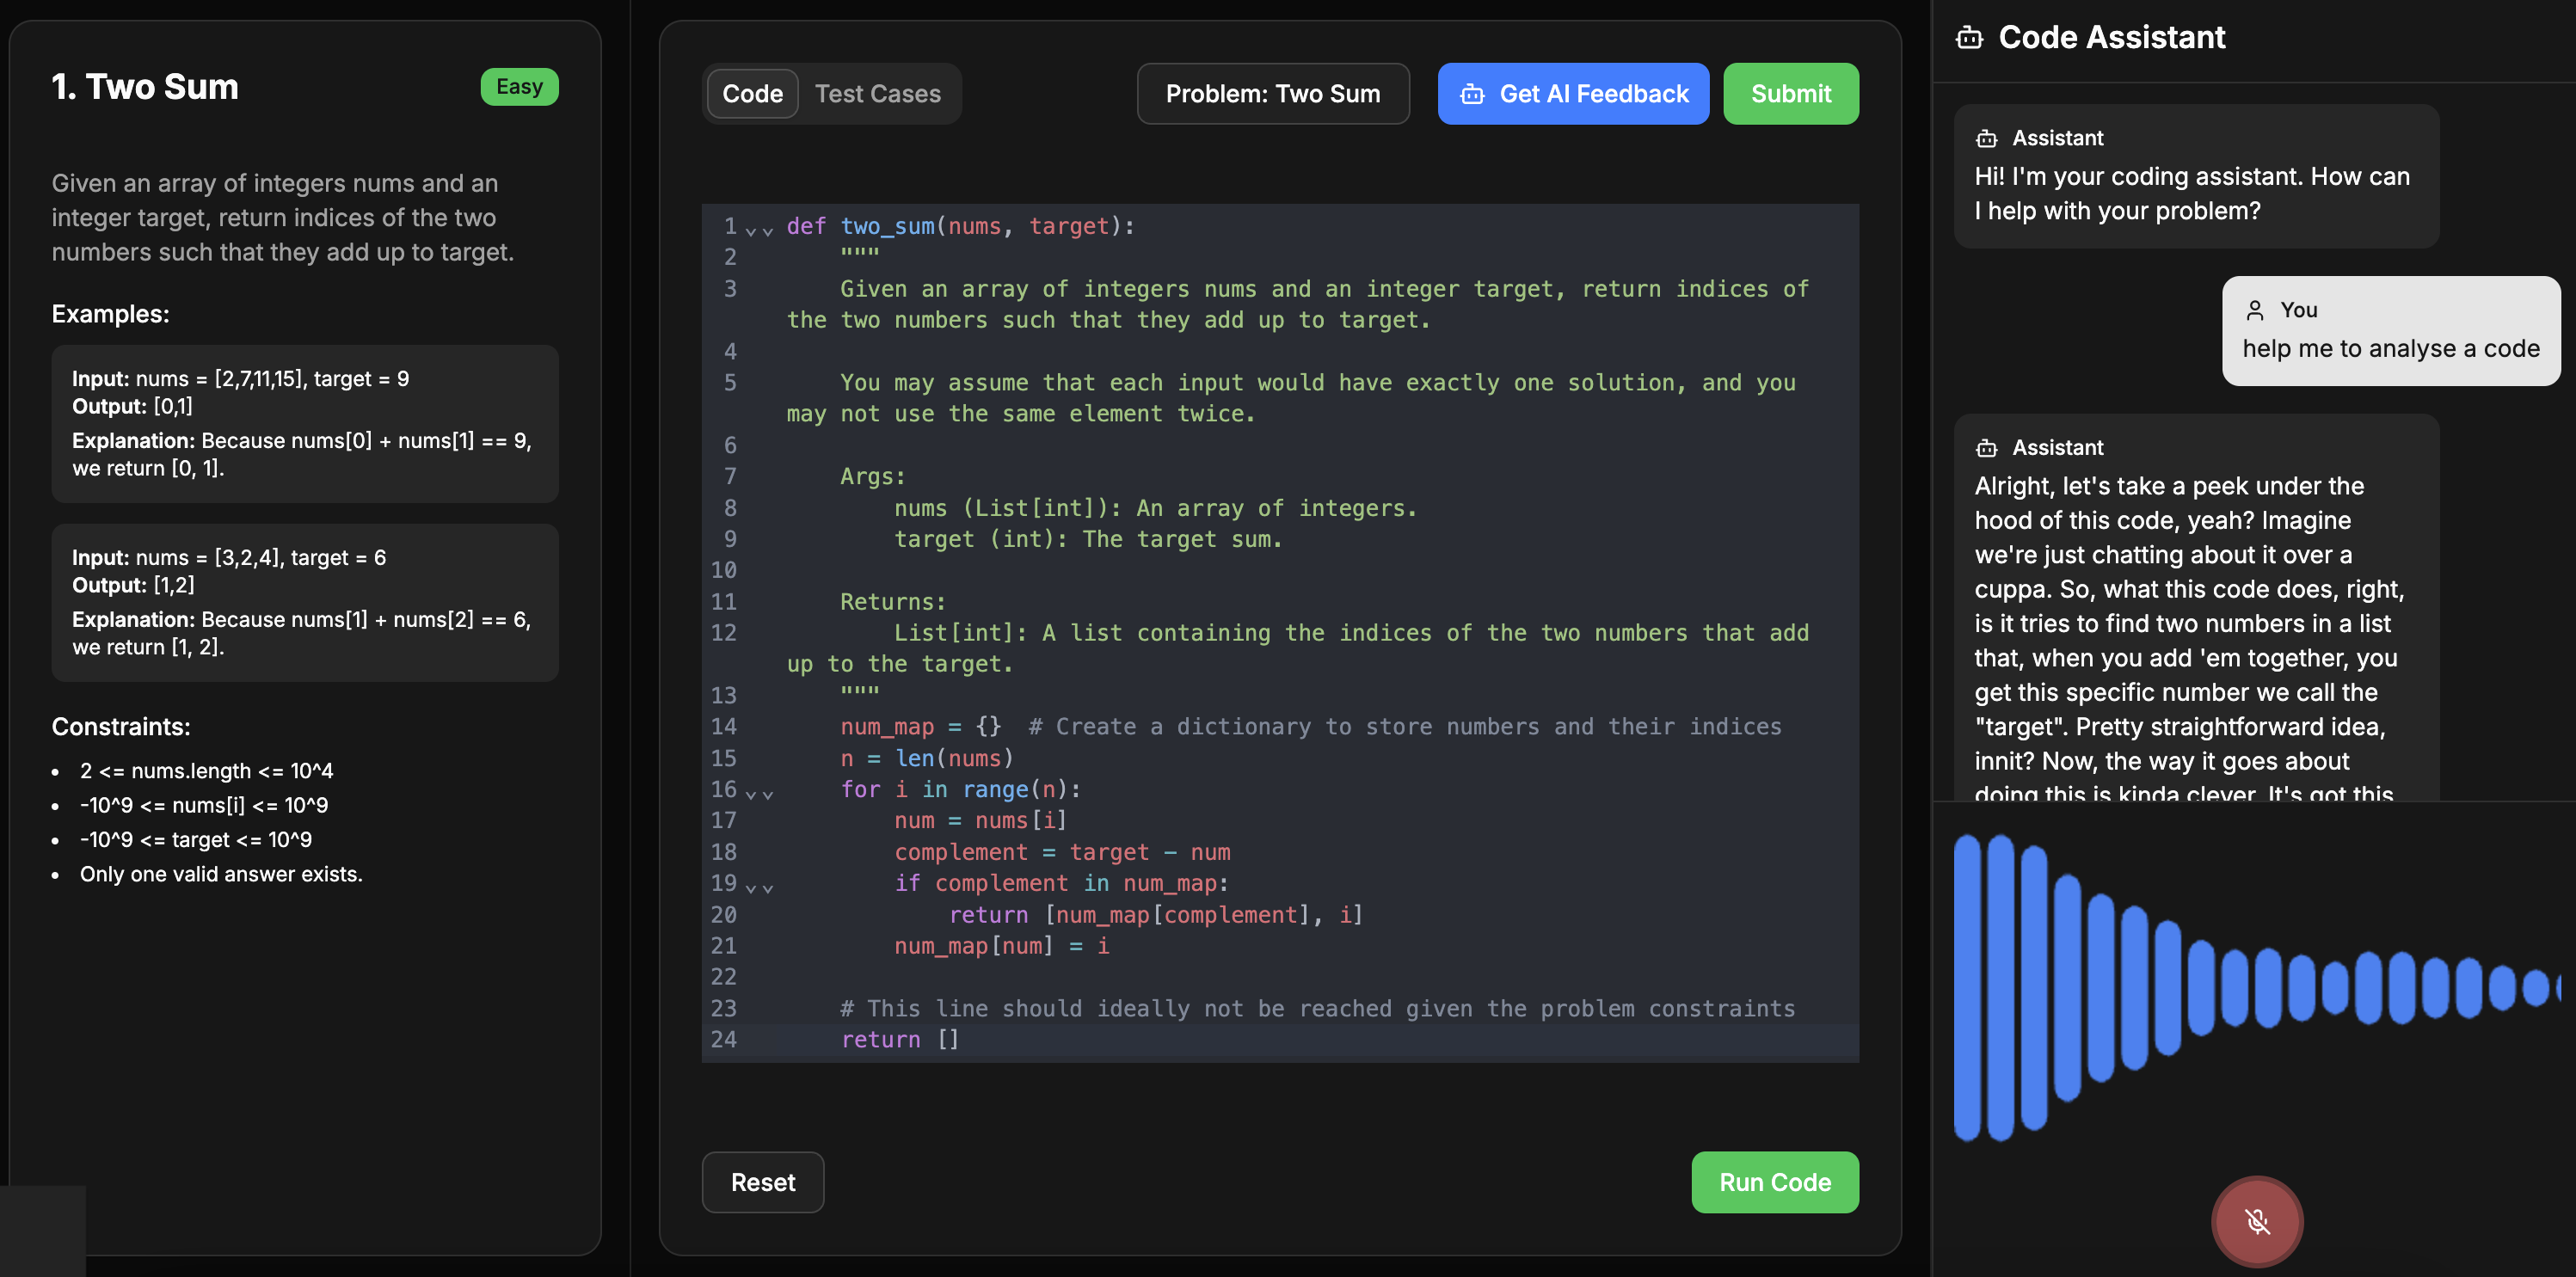 1. Two Sum
Easy
Given an array of integers nums and an
integer target, return indices of the two
numbers such that they add up to target.
Examples:
Input: nums = [2,7,11,15], target = 9
Output: [0,1]
Explanation: Because nums[0] + nums[1] == 9,
we return [0, 1].
Input: nums = [3,2,4], target = 6
Output: [1,2]
Explanation: Because nums[1] + nums[2] == 6,
we return [1, 2].
Constraints:
• 2 <= nums.length <= 10^4
• -10^9 <= nums[i] <= 10^9
• -10^9 <= target <= 10^9
• Only one valid answer exists.
Code
Test Cases
Problem: Two Sum
Get AI Feedback
Submit
1 def two_sum(nums, target):
2     """
3     Given an array of integers nums and an integer target, return indices of
the two numbers such that they add up to target.
4
5     You may assume that each input would have exactly one solution, and you
may not use the same element twice.
6
7     Args:
8         nums (List[int]): An array of integers.
9         target (int): The target sum.
10
11     Returns:
12         List[int]: A list containing the indices of the two numbers that add
up to the target.
13     """
14     num_map = {}  # Create a dictionary to store numbers and their indices
15     n = len(nums)
16     for i in range(n):
17         num = nums[i]
18         complement = target - num
19         if complement in num_map:
20             return [num_map[complement], i]
21         num_map[num] = i
22
23     # This line should ideally not be reached given the problem constraints
24     return []
Reset
Run Code
Code Assistant
Assistant
Hi! I'm your coding assistant. How can
I help with your problem?
You
help me to analyse a code
Assistant
Alright, let's take a peek under the
hood of this code, yeah? Imagine
we're just chatting about it over a
cuppa. So, what this code does, right,
is it tries to find two numbers in a list
that, when you add 'em together, you
get this specific number we call the
"target". Pretty straightforward idea,
innit? Now, the way it goes about
doing this is kinda clever. It's got this